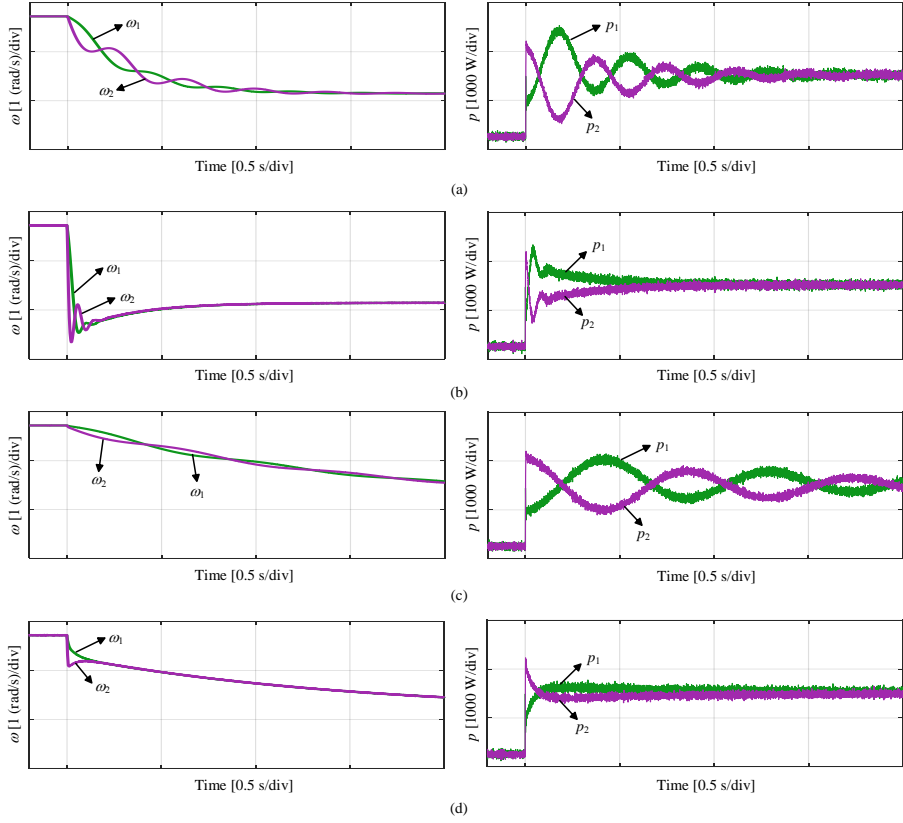 ω [1 (rad/s)/div]
ω₁
ω₂
Time [0.5 s/div]
p [1000 W/div]
p₁
p₂
Time [0.5 s/div]
(a)
ω [1 (rad/s)/div]
ω₁
ω₂
Time [0.5 s/div]
p [1000 W/div]
p₁
p₂
Time [0.5 s/div]
(b)
ω [1 (rad/s)/div]
ω₂
ω₁
Time [0.5 s/div]
p [1000 W/div]
p₁
p₂
Time [0.5 s/div]
(c)
ω [1 (rad/s)/div]
ω₁
ω₂
Time [0.5 s/div]
p [1000 W/div]
p₁
p₂
Time [0.5 s/div]
(d)